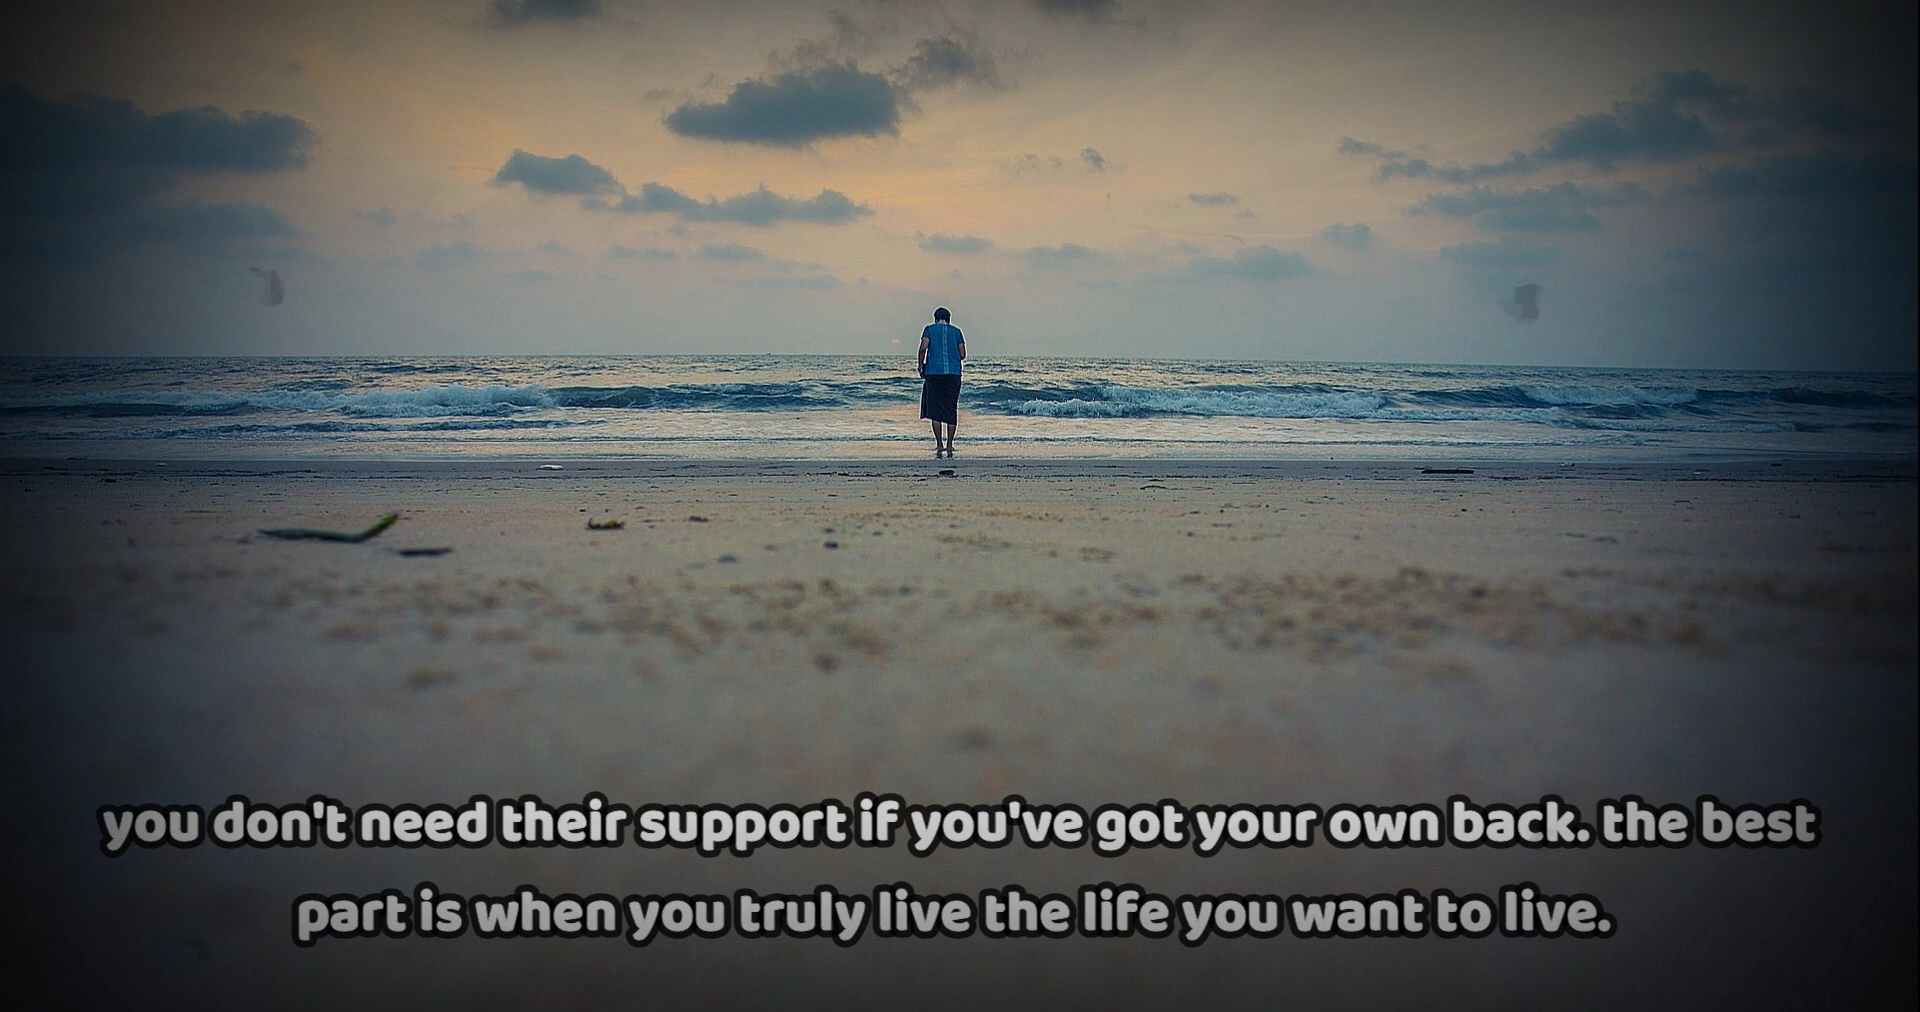 you don't need their support if you've got your own back. the best
part is when you truly live the life you want to live.